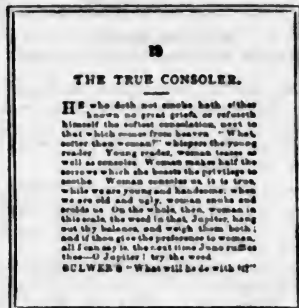 19
THE TRUE CONSOLER.
HE who doth not smoke hath either
known no great griefs, or refuseth
himself the softest consolation, next to
that which comes from heaven. "What,
softer than woman?" whispers the young
reader. Young reader, woman teases as
well as consoles. Woman makes half the
sorrows which she boasts the privilege to
soothe. Woman consoles us, it is true,
while we are young and handsome; when
we are old and ugly, woman snubs and
scolds us. On the whole, then, woman in
this scale, the weed in that, Jupiter, hang
out thy balance, and weigh them both;
and if thou give the preference to woman,
all I can say is, the next time Juno ruffles
thee—O Jupiter! try the weed.
BULWER'S "What will he do with it?"